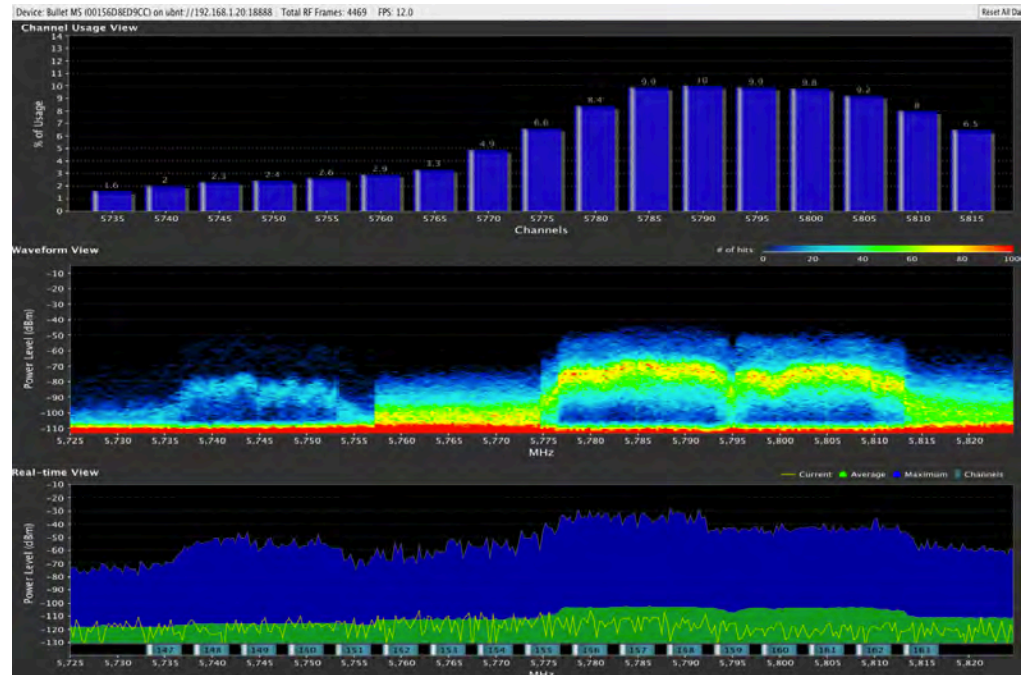 Device: Bullet M5 (00156D8ED9CC) on ubnt://192.168.1.20:18888 Total RF Frames: 4469 FPS: 12.0 Reset All Da
Channel Usage View
14
13
12
11
10
9
8
7
6
5
4
3
2
1
0
% of Usage
1.6 2 2.3 2.4 2.6 2.9 3.3 4.9 6.6 8.4 9.9 10 9.9 9.8 9.2 8 6.5
5735 5740 5745 5750 5755 5760 5765 5770 5775 5780 5785 5790 5795 5800 5805 5810 5815
Channels
Waveform View
# of hits 0 20 40 60 80 100
-10
-20
-30
-40
-50
-60
-70
-80
-90
-100
-110
Power Level (dBm)
5,725 5,730 5,735 5,740 5,745 5,750 5,755 5,760 5,765 5,770 5,775 5,780 5,785 5,790 5,795 5,800 5,805 5,810 5,815 5,820
MHz
Real-time View
Current Average Maximum Channels
-10
-20
-30
-40
-50
-60
-70
-80
-90
-100
-110
-120
-130
Power Level (dBm)
147 148 149 150 151 152 153 154 155 156 157 158 159 160 161 162 163
5,725 5,730 5,735 5,740 5,745 5,750 5,755 5,760 5,765 5,770 5,775 5,780 5,785 5,790 5,795 5,800 5,805 5,810 5,815 5,820
MHz